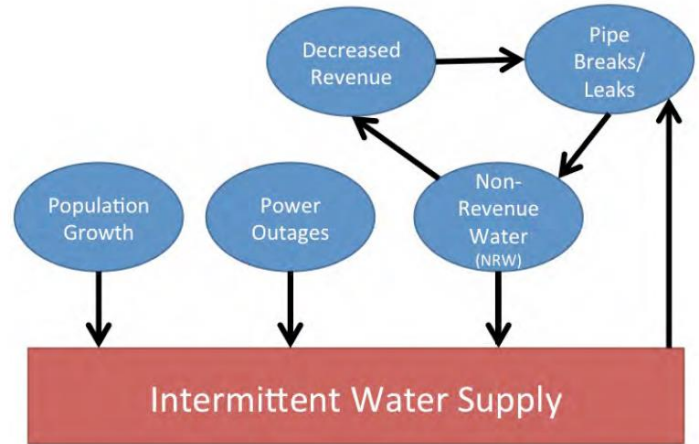 Decreased
Revenue
Pipe
Breaks/
Leaks
Population
Growth
Power
Outages
Non-
Revenue
Water
(NRW)
Intermittent Water Supply